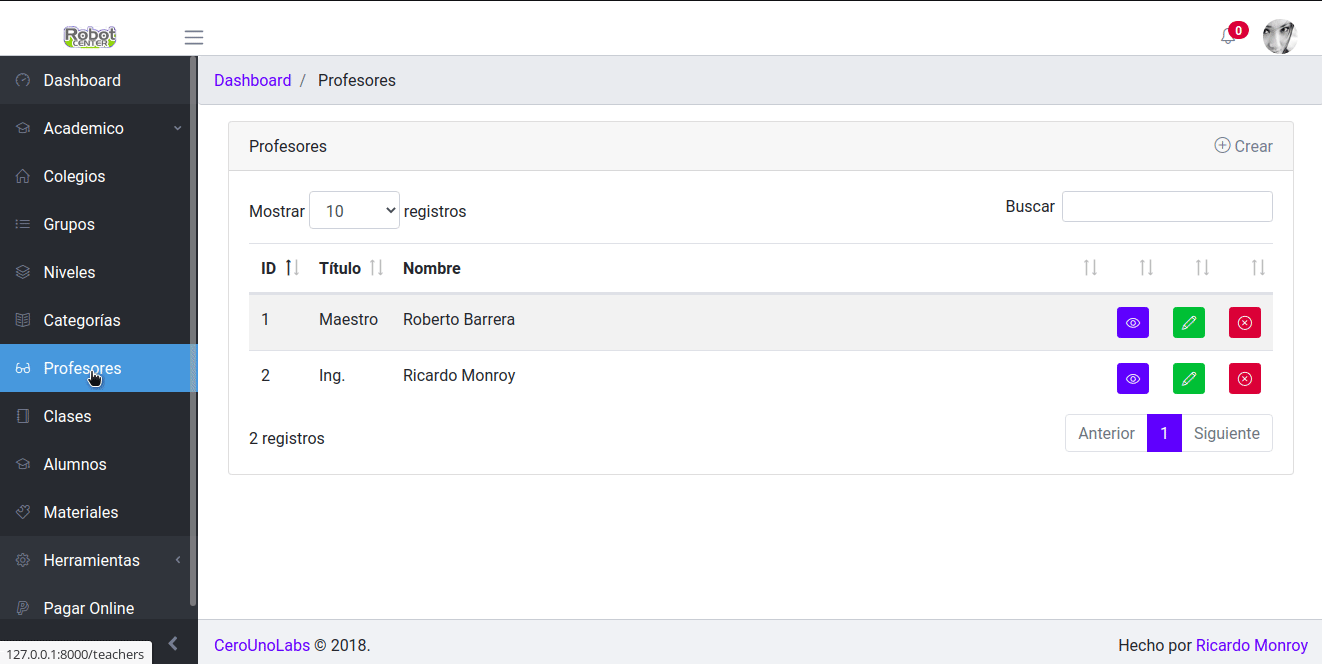 Robot
CENTER
0
Dashboard
Academico
Colegios
Grupos
Niveles
Categorías
Profesores
Clases
Alumnos
Materiales
Herramientas
Pagar Online
127.0.0.1:8000/teachers
Dashboard / Profesores
Profesores
Crear
Mostrar 10 registros
Buscar
ID Título Nombre
1 Maestro Roberto Barrera
2 Ing. Ricardo Monroy
2 registros
Anterior 1 Siguiente
CeroUnoLabs © 2018.
Hecho por Ricardo Monroy